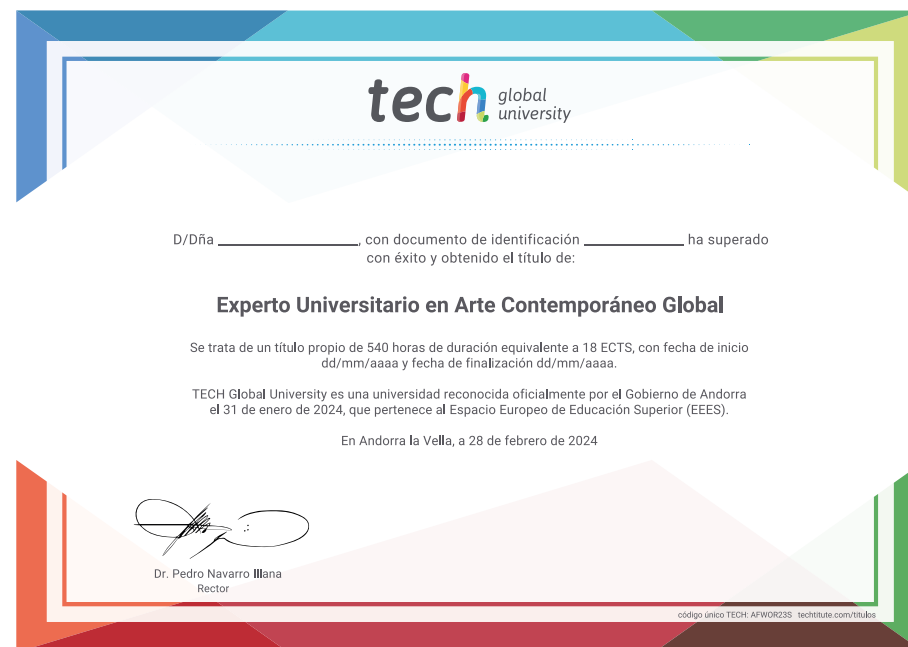 tech global
university
D/Dña ______________, con documento de identificación __________ ha superado
con éxito y obtenido el título de:
Experto Universitario en Arte Contemporáneo Global
Se trata de un título propio de 540 horas de duración equivalente a 18 ECTS, con fecha de inicio
dd/mm/aaaa y fecha de finalización dd/mm/aaaa.
TECH Global University es una universidad reconocida oficialmente por el Gobierno de Andorra
el 31 de enero de 2024, que pertenece al Espacio Europeo de Educación Superior (EEES).
En Andorra la Vella, a 28 de febrero de 2024
Dr. Pedro Navarro Illana
Rector
código único TECH: AFWOR23S techtitute.com/titulos